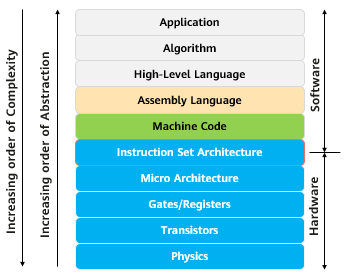 Increasing order of Complexity
Increasing order of Abstraction
Application
Algorithm
High-Level Language
Assembly Language
Machine Code
Instruction Set Architecture
Micro Architecture
Gates/Registers
Transistors
Physics
Software
Hardware